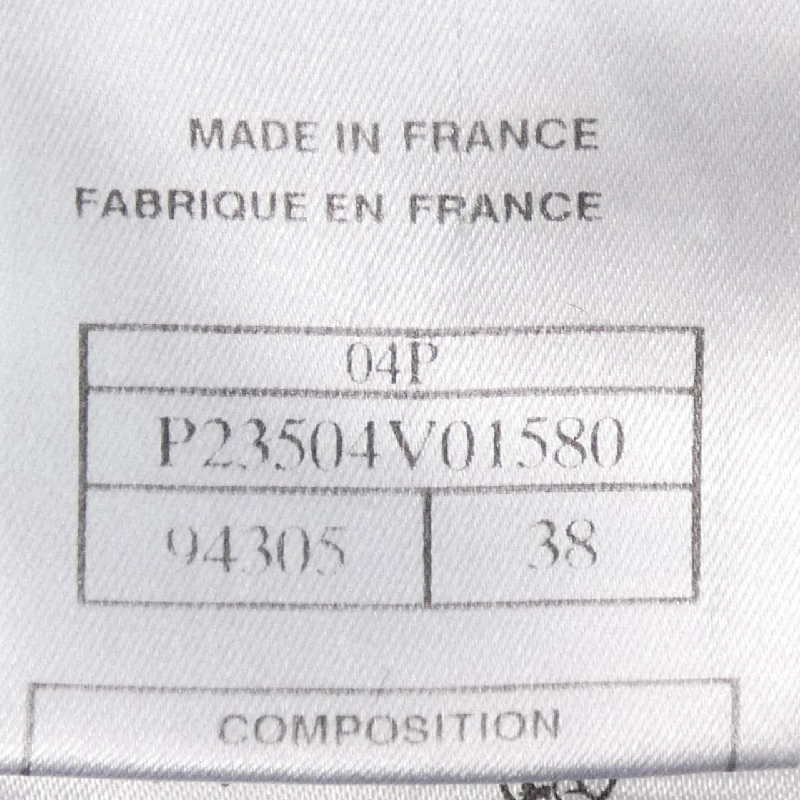 MADE IN FRANCE
FABRIQUE EN FRANCE
04P
P23504V01580
94305 38
COMPOSITION